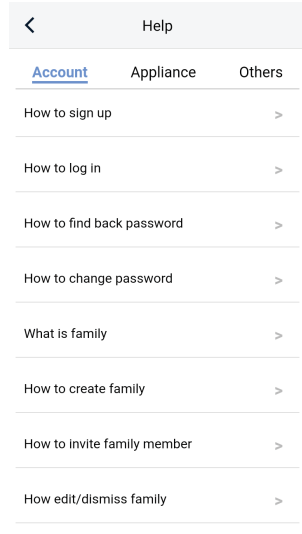 Help
Account Appliance Others
How to sign up >
How to log in >
How to find back password >
How to change password >
What is family >
How to create family >
How to invite family member >
How edit/dismiss family >